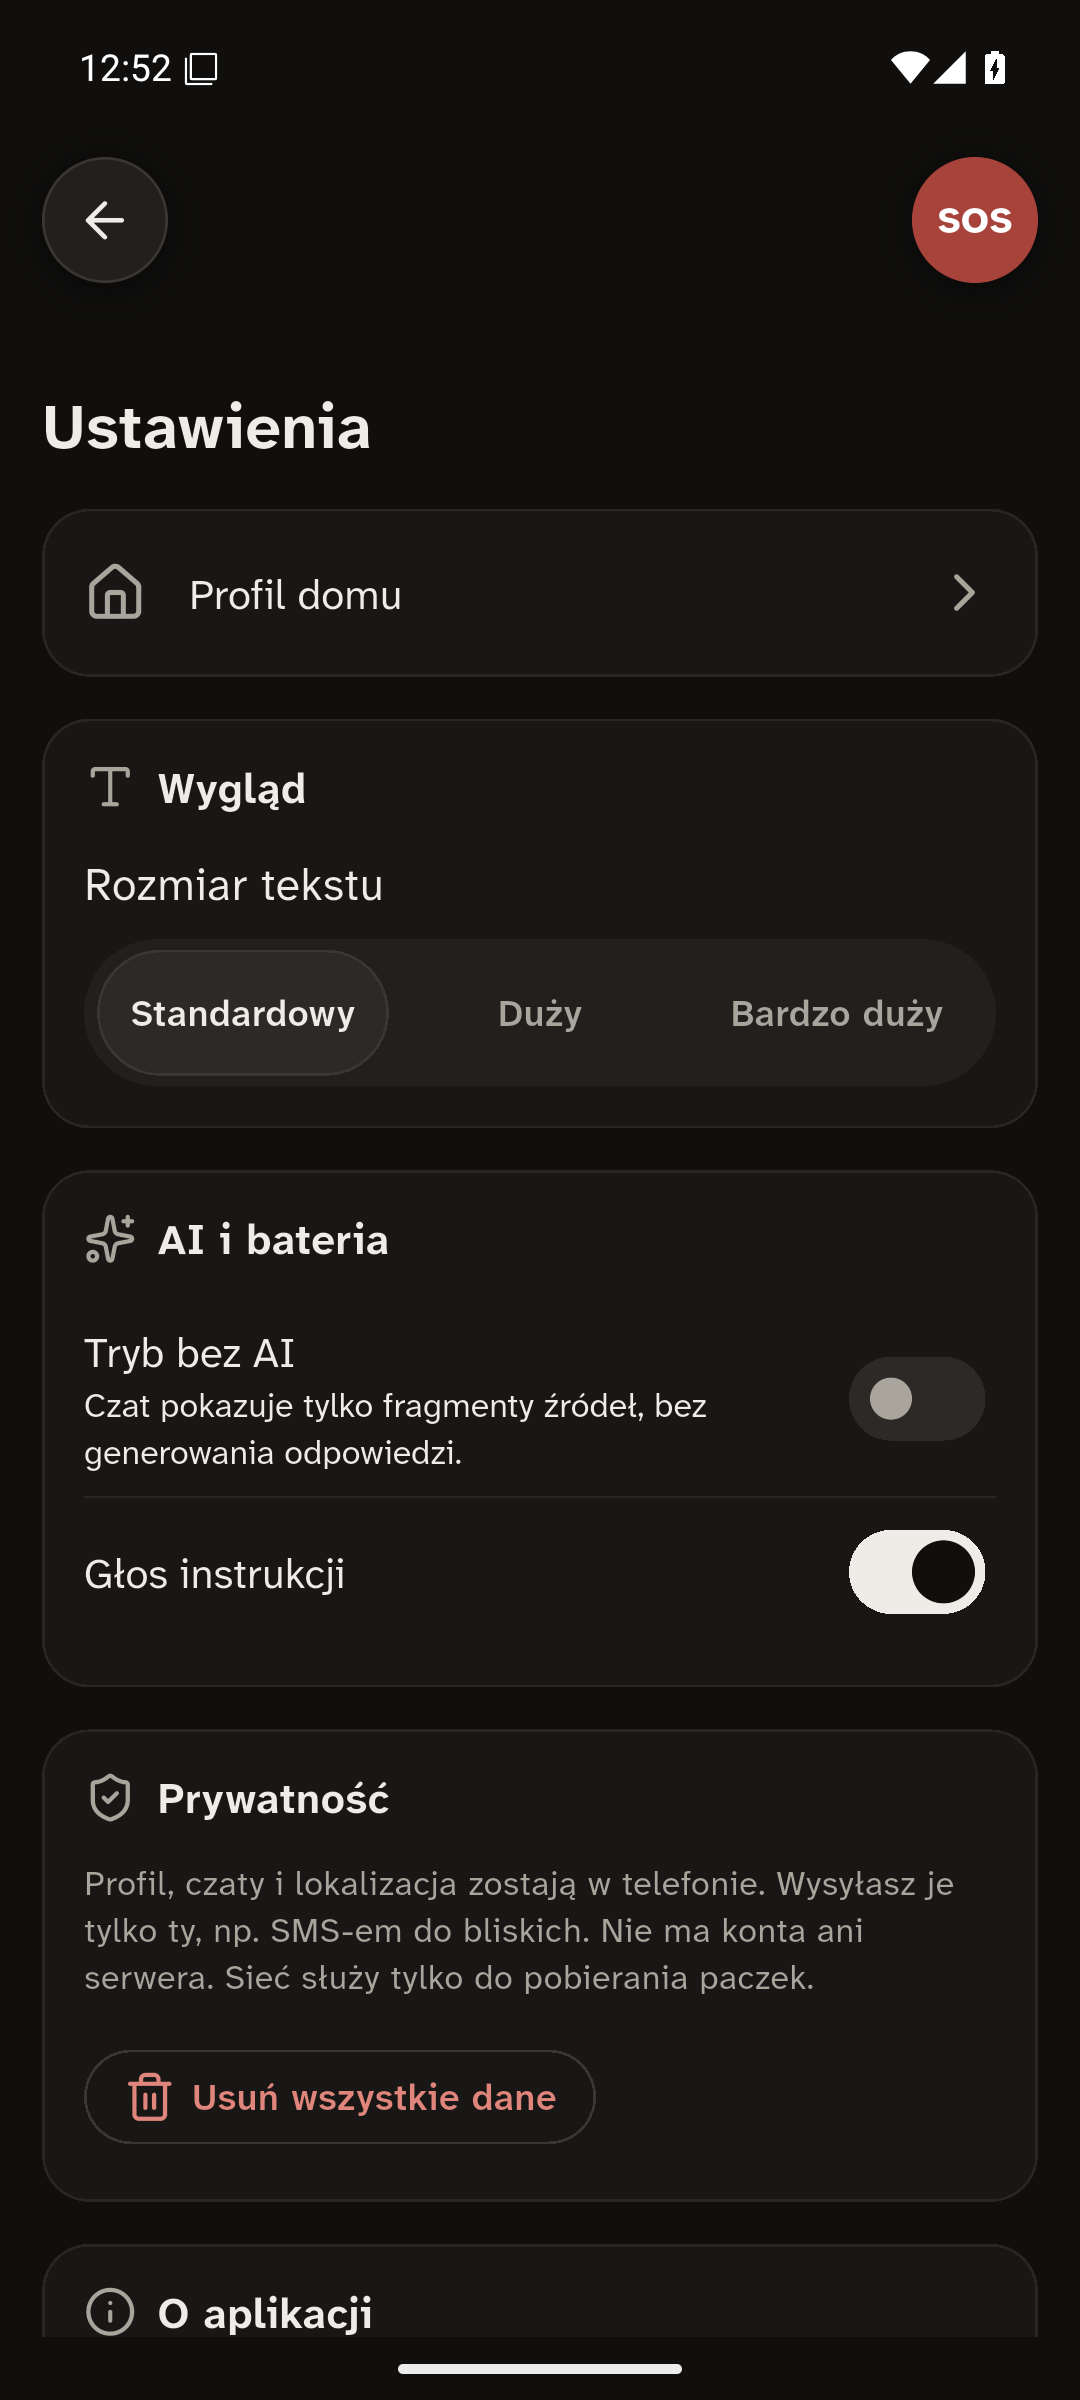 12:52
SOS
Ustawienia
Profil domu
Wygląd
Rozmiar tekstu
Standardowy Duży Bardzo duży
AI i bateria
Tryb bez AI
Czat pokazuje tylko fragmenty źródeł, bez
generowania odpowiedzi.
Głos instrukcji
Prywatność
Profil, czaty i lokalizacja zostają w telefonie. Wysyłasz je
tylko ty, np. SMS-em do bliskich. Nie ma konta ani
serwera. Sieć służy tylko do pobierania paczek.
Usuń wszystkie dane
O aplikacji